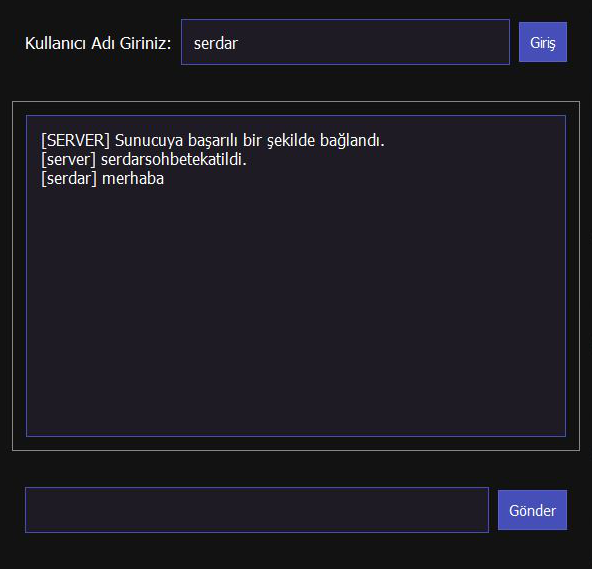 Kullanıcı Adı Giriniz: serdar Giriş
[SERVER] Sunucuya başarılı bir şekilde bağlandı.
[server] serdarsohbetekatildi.
[serdar] merhaba
Gönder